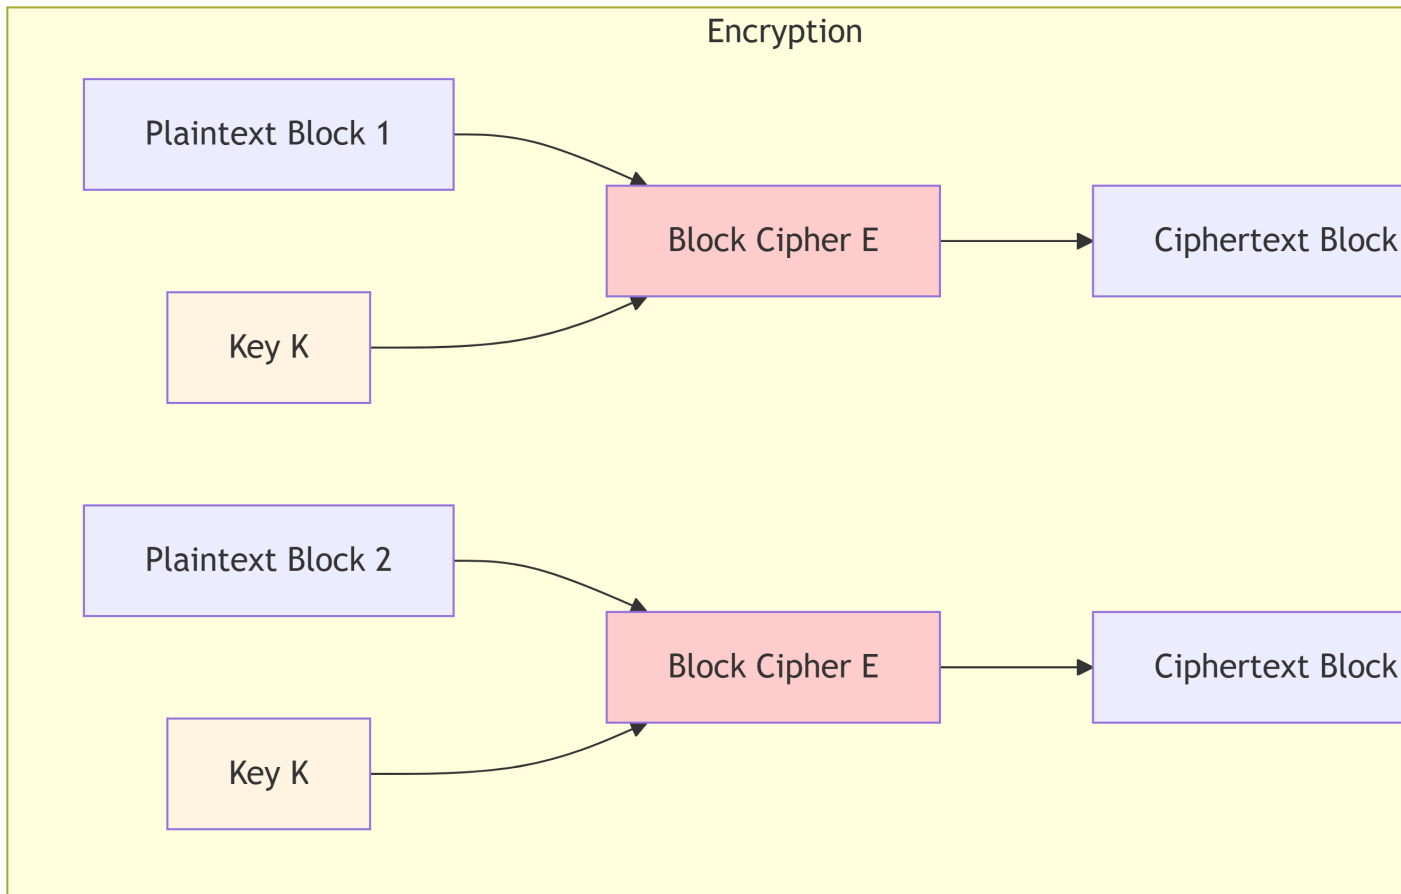 Encryption
Plaintext Block 1
Block Cipher E
Ciphertext Block
Key K
Plaintext Block 2
Block Cipher E
Ciphertext Block
Key K